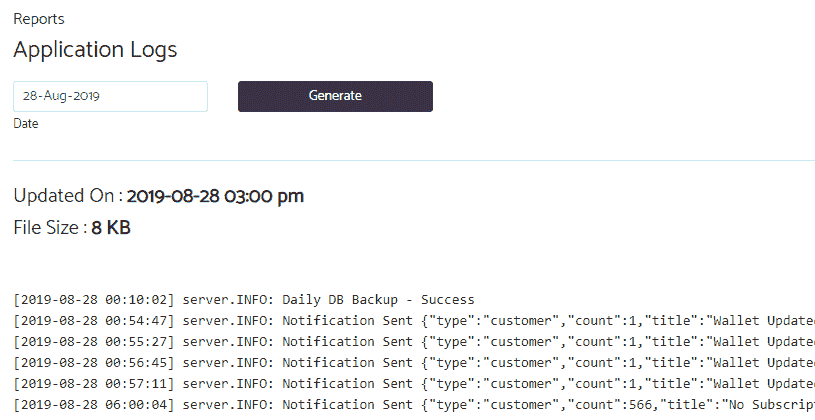 Reports
Application Logs
28-Aug-2019
Generate
Date
Updated On : 2019-08-28 03:00 pm
File Size : 8 KB
[2019-08-28 00:10:02] server.INFO: Daily DB Backup - Success
[2019-08-28 00:54:47] server.INFO: Notification Sent {"type":"customer","count":1,"title":"Wallet Updated
[2019-08-28 00:55:27] server.INFO: Notification Sent {"type":"customer","count":1,"title":"Wallet Updated
[2019-08-28 00:56:45] server.INFO: Notification Sent {"type":"customer","count":1,"title":"Wallet Updated
[2019-08-28 00:57:11] server.INFO: Notification Sent {"type":"customer","count":1,"title":"Wallet Updated
[2019-08-28 06:00:04] server.INFO: Notification Sent {"type":"customer","count":566,"title":"No Subscript